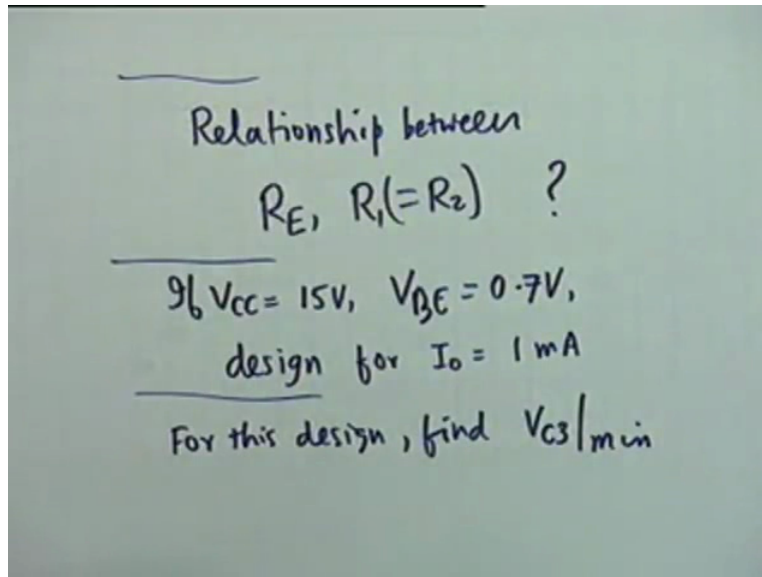 Relationship between
RE, R1(=R2) ?
If VCC = 15V, VBE = 0.7V,
design for Io = 1 mA
For this design, find VC3|min